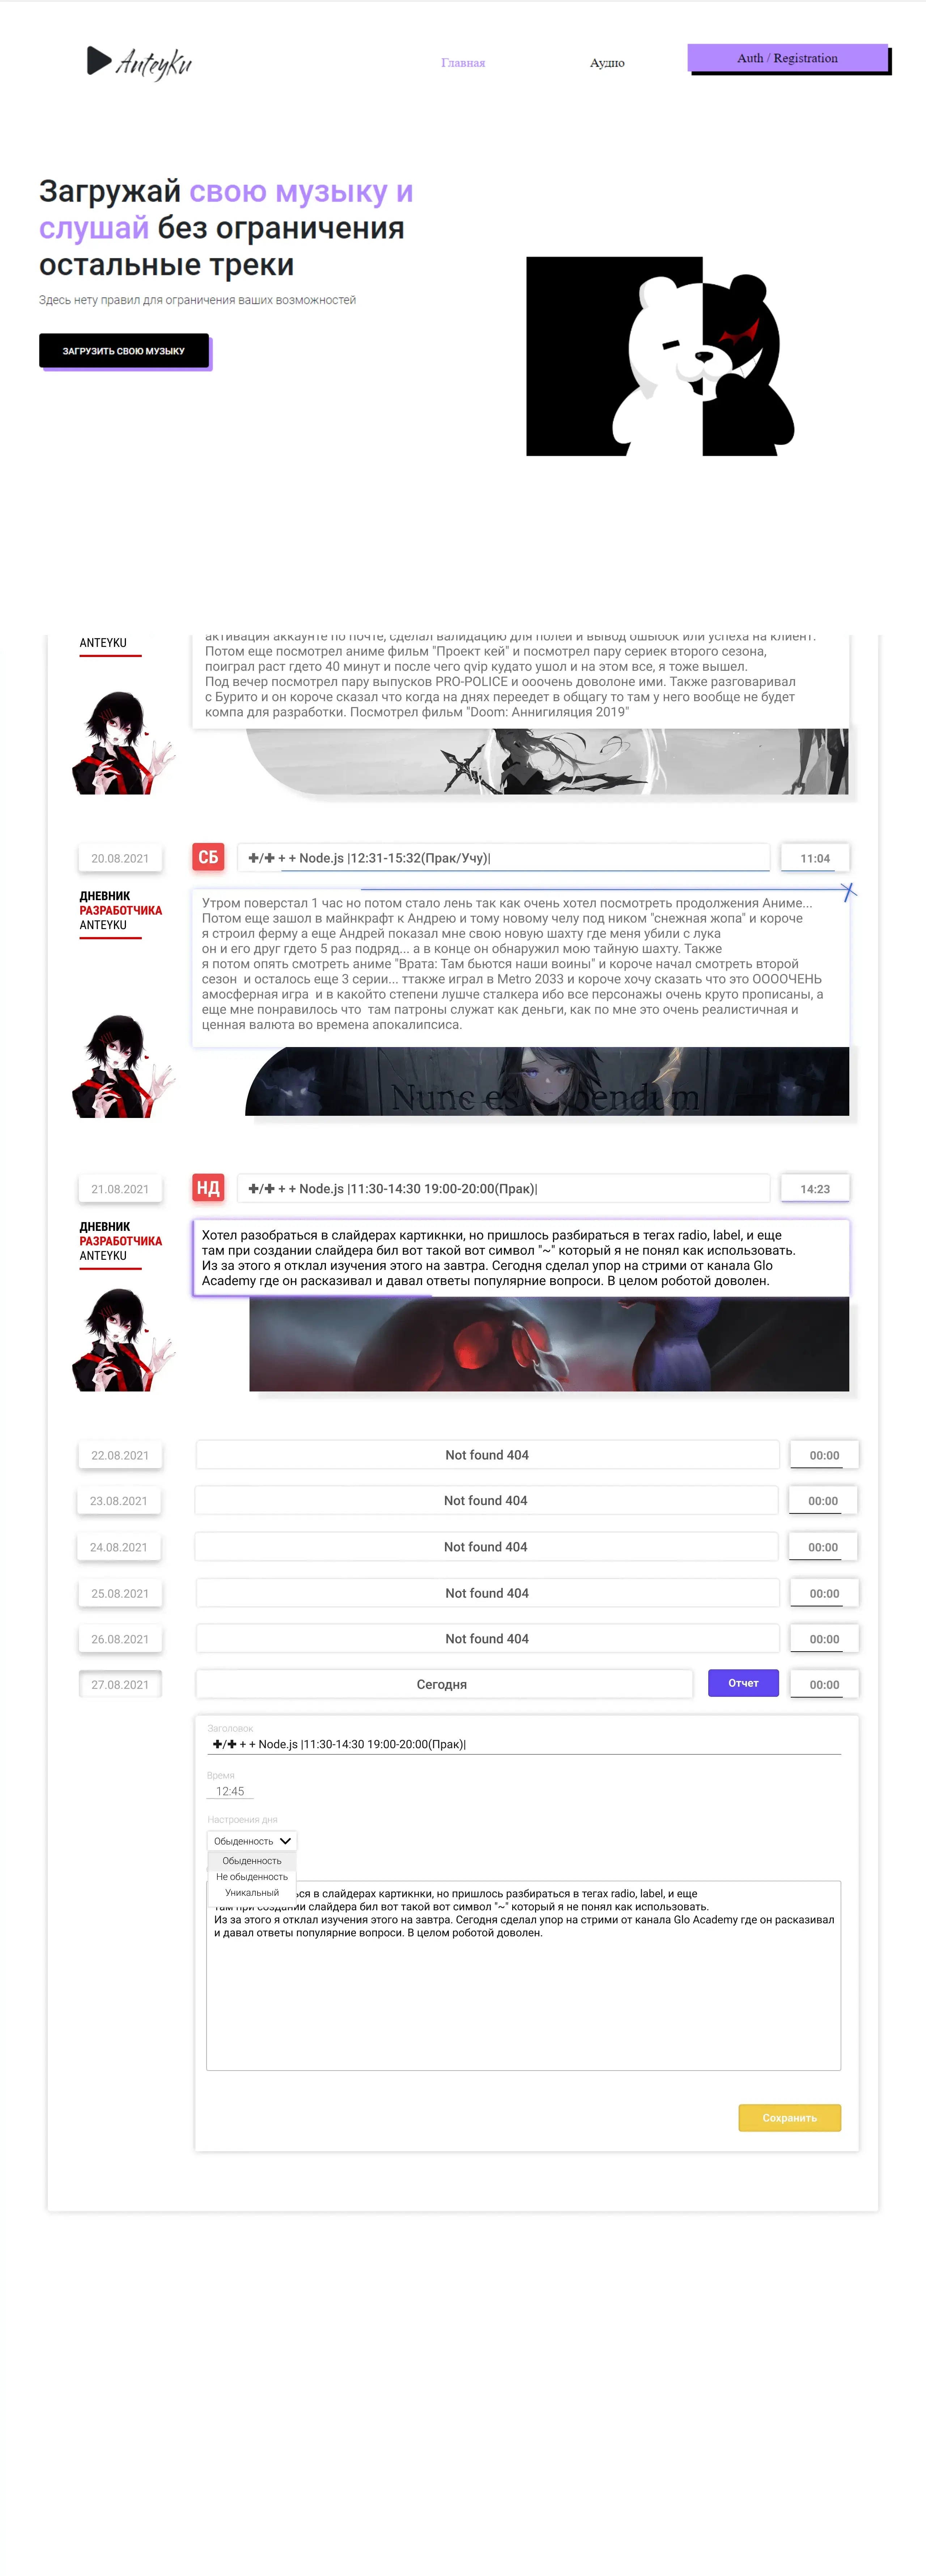 Anteyku
Главная
Аудио
Auth / Registration
Загружай свою музыку и
слушай без ограничения
остальные треки
Здесь нету правил для ограничения ваших возможностей
ЗАГРУЗИТЬ СВОЮ МУЗЫКУ
ANTEYKU
активация аккаунте по почте, сделал валидацию для полей и вывод ошыбок или успеха на клиент.
Потом еще посмотрел аниме фильм "Проект кей" и посмотрел пару сериек второго сезона,
поиграл раст гдето 40 минут и после чего qvip кудато ушол и на этом все, я тоже вышел.
Под вечер посмотрел пару выпусков PRO-POLICE и ооочень доволоне ими. Также разговаривал
с Бурито и он короче сказал что когда на днях переедет в общагу то там у него вообще не будет
компа для разработки. Посмотрел фильм "Doom: Аннигиляция 2019"
20.08.2021
СБ
✚/✚ + + Node.js |12:31-15:32(Прак/Учу)|
11:04
ДНЕВНИК
РАЗРАБОТЧИКА
ANTEYKU
Утром поверстал 1 час но потом стало лень так как очень хотел посмотреть продолжения Аниме...
Потом еще зашол в майнкрафт к Андрею и тому новому челу под ником "снежная жопа" и короче
я строил ферму а еще Андрей показал мне свою новую шахту где меня убили с лука
он и его друг гдето 5 раз подряд... а в конце он обнаружил мою тайную шахту. Также
я потом опять смотреть аниме "Врата: Там бьются наши воины" и короче начал смотреть второй
сезон и осталось еще 3 серии... ттакже играл в Metro 2033 и короче хочу сказать что это ОООООЧЕНЬ
амосферная игра и в какойто степени лушче сталкера ибо все персонажы очень круто прописаны, а
еще мне понравилось что там патроны служат как деньги, как по мне это очень реалистичная и
ценная валюта во времена апокалипсиса.
Nunc es bendum
21.08.2021
НД
✚/✚ + + Node.js |11:30-14:30 19:00-20:00(Прак)|
14:23
ДНЕВНИК
РАЗРАБОТЧИКА
ANTEYKU
Хотел разобраться в слайдерах картикнки, но пришлось разбираться в тегах radio, label, и еще
там при создании слайдера бил вот такой вот символ "~" который я не понял как использовать.
Из за этого я отклал изучения этого на завтра. Сегодня сделал упор на стрими от канала Glo
Academy где он расказивал и давал ответы популярние вопроси. В целом роботой доволен.
22.08.2021
Not found 404
00:00
23.08.2021
Not found 404
00:00
24.08.2021
Not found 404
00:00
25.08.2021
Not found 404
00:00
26.08.2021
Not found 404
00:00
27.08.2021
Сегодня
Отчет
00:00
Заголовок
✚/✚ + + Node.js |11:30-14:30 19:00-20:00(Прак)|
Время
12:45
Настроения дня
Обыденность
Обыденность
Не обыденность
Уникальный
ся в слайдерах картикнки, но пришлось разбираться в тегах radio, label, и еще
там при создании слайдера бил вот такой вот символ "~" который я не понял как использовать.
Из за этого я отклал изучения этого на завтра. Сегодня сделал упор на стрими от канала Glo Academy где он расказивал
и давал ответы популярние вопроси. В целом роботой доволен.
Сохранить